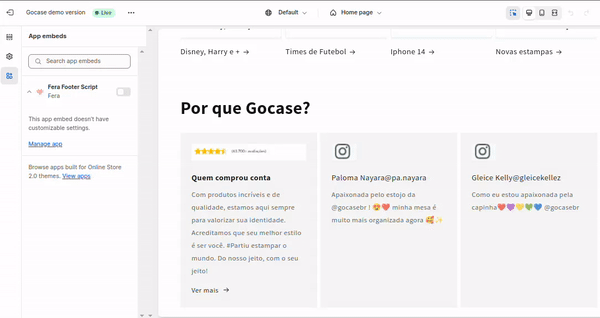 Gocase demo version
Live
Default
Home page
App embeds
Search app embeds
Fera Footer Script
Fera
This app embed doesn't have
customizable settings.
Manage app
Browse apps built for Online Store
2.0 themes. View apps
Disney, Harry e + →
Times de Futebol →
Iphone 14 →
Novas estampas →
Por que Gocase?
Quem comprou conta
Com produtos incríveis e de
qualidade, estamos aqui sempre
para valorizar sua identidade.
Acreditamos que seu melhor estilo
é ser você. #Partiu estampar o
mundo. Do nosso jeito, com o seu
jeito!
Ver mais →
Paloma Nayara@pa.nayara
Apaixonada pelo estojo da
@gocasebr ! 😍❤️ minha mesa é
muito mais organizada agora 🥰✨
Gleice Kelly@gleicekellez
Como eu estou apaixonada pela
capinha❤️💜💛💚💙 @gocasebr